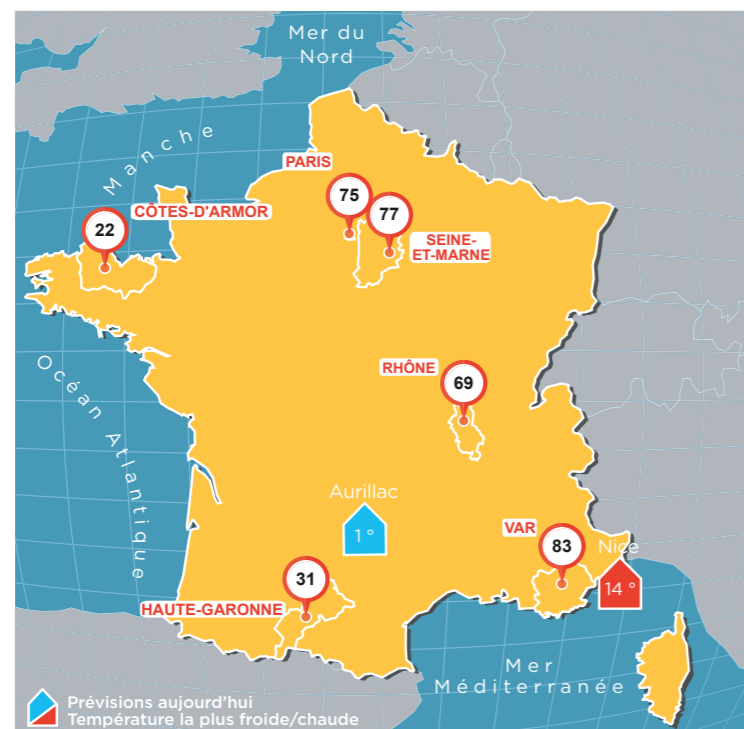 Mer du
Nord
Manche
PARIS
75
77
CÔTES-D'ARMOR
22
SEINE-
ET-MARNE
RHÔNE
69
Océan Atlantique
Aurillac
1 °
VAR
83
Nice
14 °
31
HAUTE-GARONNE
Mer
Méditerranée
Prévisions aujourd'hui
Température la plus froide/chaude